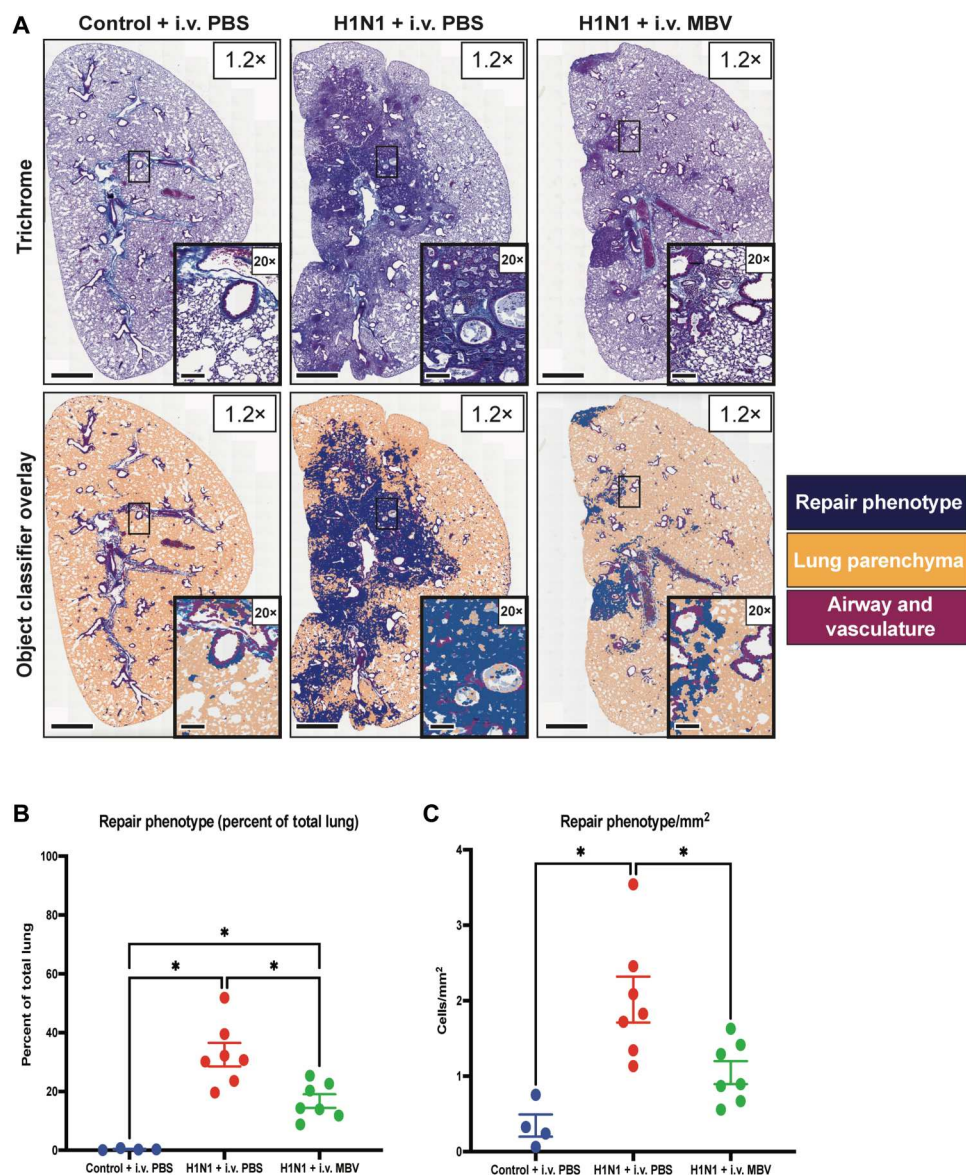 A
Control + i.v. PBS
H1N1 + i.v. PBS
H1N1 + i.v. MBV
Trichrome
1.2×
1.2×
1.2×
20×
20×
20×
Object classifier overlay
1.2×
1.2×
1.2×
20×
20×
20×
Repair phenotype
Lung parenchyma
Airway and
vasculature
B
Repair phenotype (percent of total lung)
Percent of total lung
100
80
60
40
20
0
*
*
*
Control + i.v. PBS
H1N1 + i.v. PBS
H1N1 + i.v. MBV
C
Repair phenotype/mm²
Cells/mm²
4
3
2
1
0
*
*
Control + i.v. PBS
H1N1 + i.v. PBS
H1N1 + i.v. MBV